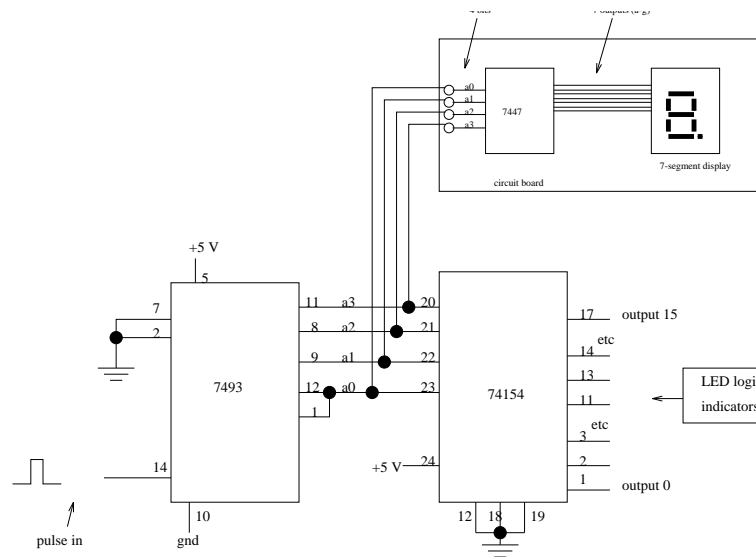 a0
a1
a2
a3
7447
7-segment display
circuit board
+5 V
5
7
2
11 a3 20
8 a2 21
9 a1 22
12 a0 23
1
7493
14
10
pulse in
gnd
74154
+5 V 24
12 18 19
17 output 15
etc
14
13
11
etc
3
2
1 output 0
LED logi
indicators